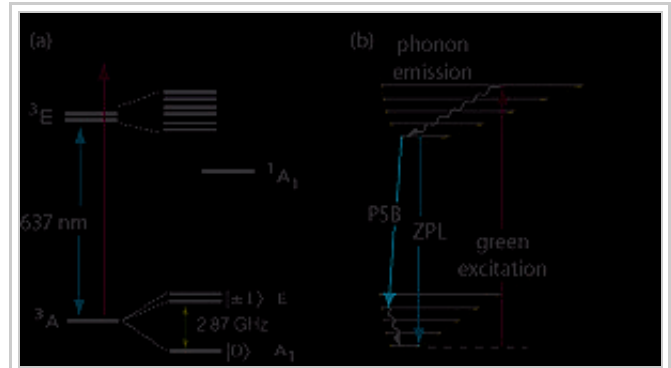 (a)
(b)
phonon
emission
³E
¹A₁
637 nm
PSB
ZPL
green
excitation
|±1⟩ E
³A
2.87 GHz
|0⟩ A₁